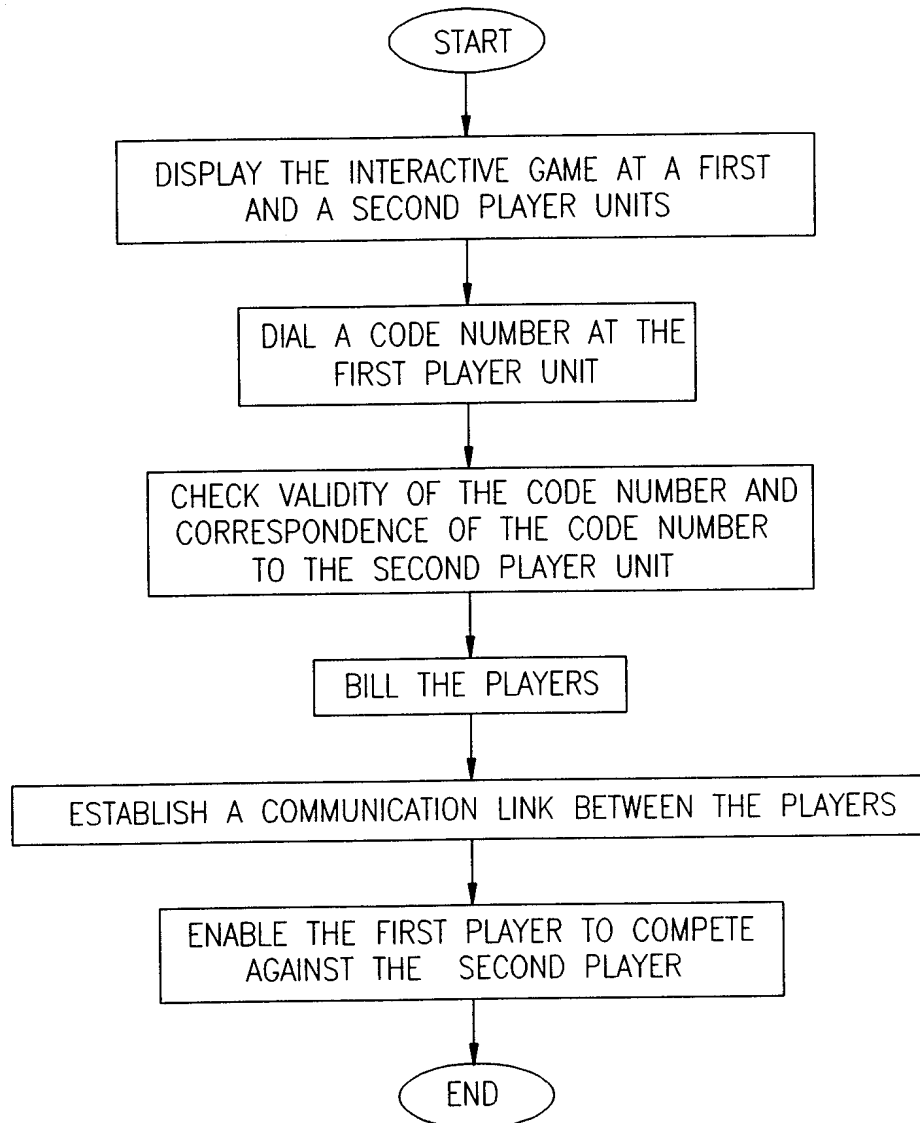 START
DISPLAY THE INTERACTIVE GAME AT A FIRST
AND A SECOND PLAYER UNITS
DIAL A CODE NUMBER AT THE
FIRST PLAYER UNIT
CHECK VALIDITY OF THE CODE NUMBER AND
CORRESPONDENCE OF THE CODE NUMBER
TO THE SECOND PLAYER UNIT
BILL THE PLAYERS
ESTABLISH A COMMUNICATION LINK BETWEEN THE PLAYERS
ENABLE THE FIRST PLAYER TO COMPETE
AGAINST THE SECOND PLAYER
END